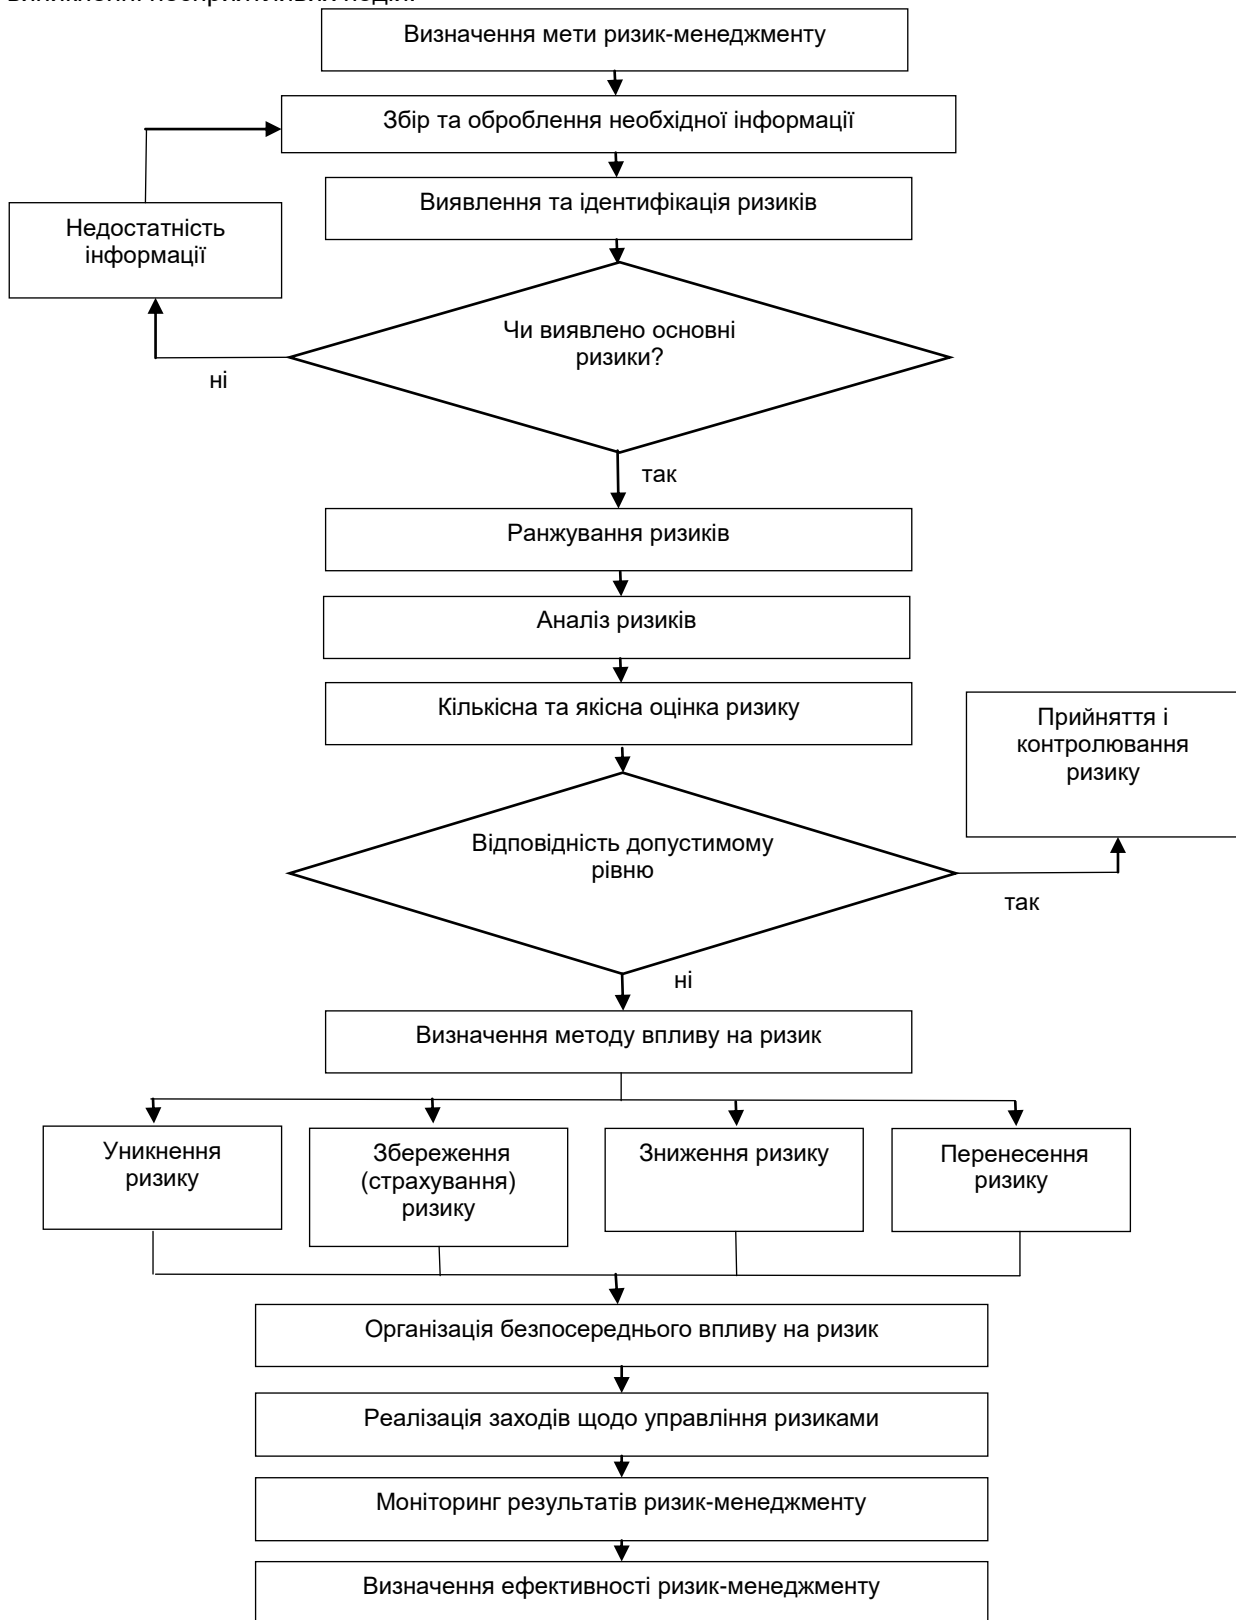 Визначення мети ризик-менеджменту
Збір та оброблення необхідної інформації
Виявлення та ідентифікація ризиків
Недостатність
інформації
Чи виявлено основні
ризики?
ні
так
Ранжування ризиків
Аналіз ризиків
Кількісна та якісна оцінка ризику
Прийняття і
контролювання
ризику
Відповідність допустимому
рівню
так
ні
Визначення методу впливу на ризик
Уникнення
ризику
Збереження
(страхування)
ризику
Зниження ризику
Перенесення
ризику
Організація безпосереднього впливу на ризик
Реалізація заходів щодо управління ризиками
Моніторинг результатів ризик-менеджменту
Визначення ефективності ризик-менеджменту